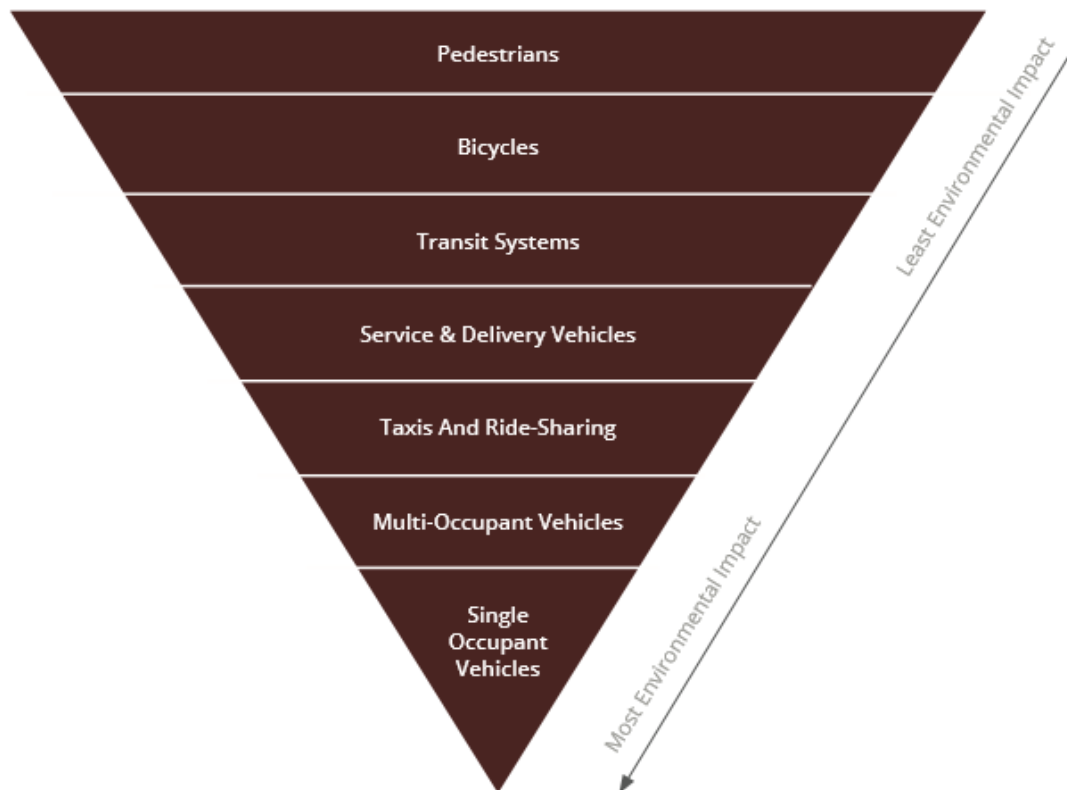 Pedestrians
Bicycles
Transit Systems
Service & Delivery Vehicles
Taxis And Ride-Sharing
Multi-Occupant Vehicles
Single
Occupant
Vehicles
Least Environmental Impact
Most Environmental Impact